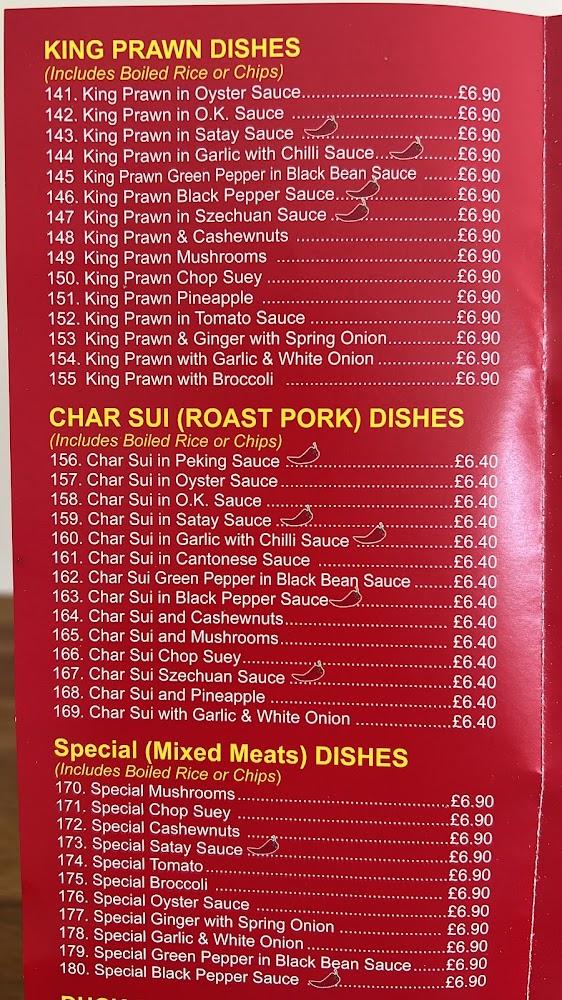 KING PRAWN DISHES
(Includes Boiled Rice or Chips)
141. King Prawn in Oyster Sauce..............................£6.90
142. King Prawn in O.K. Sauce ..............................£6.90
143. King Prawn in Satay Sauce ..............................£6.90
144 King Prawn in Garlic with Chilli Sauce..............................£6.90
145 King Prawn Green Pepper in Black Bean Sauce .......£6.90
146. King Prawn Black Pepper Sauce..............................£6.90
147 King Prawn in Szechuan Sauce ..............................£6.90
148 King Prawn & Cashewnuts ..............................£6.90
149 King Prawn Mushrooms ..............................£6.90
150. King Prawn Chop Suey ..............................£6.90
151. King Prawn Pineapple ..............................£6.90
152. King Prawn in Tomato Sauce ..............................£6.90
153 King Prawn & Ginger with Spring Onion..............£6.90
154. King Prawn with Garlic & White Onion ...............£6.90
155 King Prawn with Broccoli ..............................£6.90
CHAR SUI (ROAST PORK) DISHES
(Includes Boiled Rice or Chips)
156. Char Sui in Peking Sauce ..............................£6.40
157. Char Sui in Oyster Sauce..............................£6.40
158. Char Sui in O.K. Sauce ..............................£6.40
159. Char Sui in Satay Sauce ..............................£6.40
160. Char Sui in Garlic with Chilli Sauce ..............£6.40
161. Char Sui in Cantonese Sauce ..............................£6.40
162. Char Sui Green Pepper in Black Bean Sauce ........£6.40
163. Char Sui in Black Pepper Sauce..............................£6.40
164. Char Sui and Cashewnuts..............................£6.40
165. Char Sui and Mushrooms.............................. £6.40
166. Char Sui Chop Suey..............................£6.40
167. Char Sui Szechuan Sauce ..............................£6.40
168. Char Sui and Pineapple ..............................£6.40
169. Char Sui with Garlic & White Onion ...................£6.40
Special (Mixed Meats) DISHES
(Includes Boiled Rice or Chips)
170. Special Mushrooms..............................£6.90
171. Special Chop Suey ..............................£6.90
172. Special Cashewnuts ..............................£6.90
173. Special Satay Sauce ..............................£6.90
174. Special Tomato..............................£6.90
175. Special Broccoli ..............................£6.90
176. Special Oyster Sauce ..............................£6.90
177. Special Ginger with Spring Onion ....................£6.90
178. Special Garlic & White Onion..............................£6.90
179. Special Green Pepper in Black Bean Sauce.......£6.90
180. Special Black Pepper Sauce ..............................£6.90